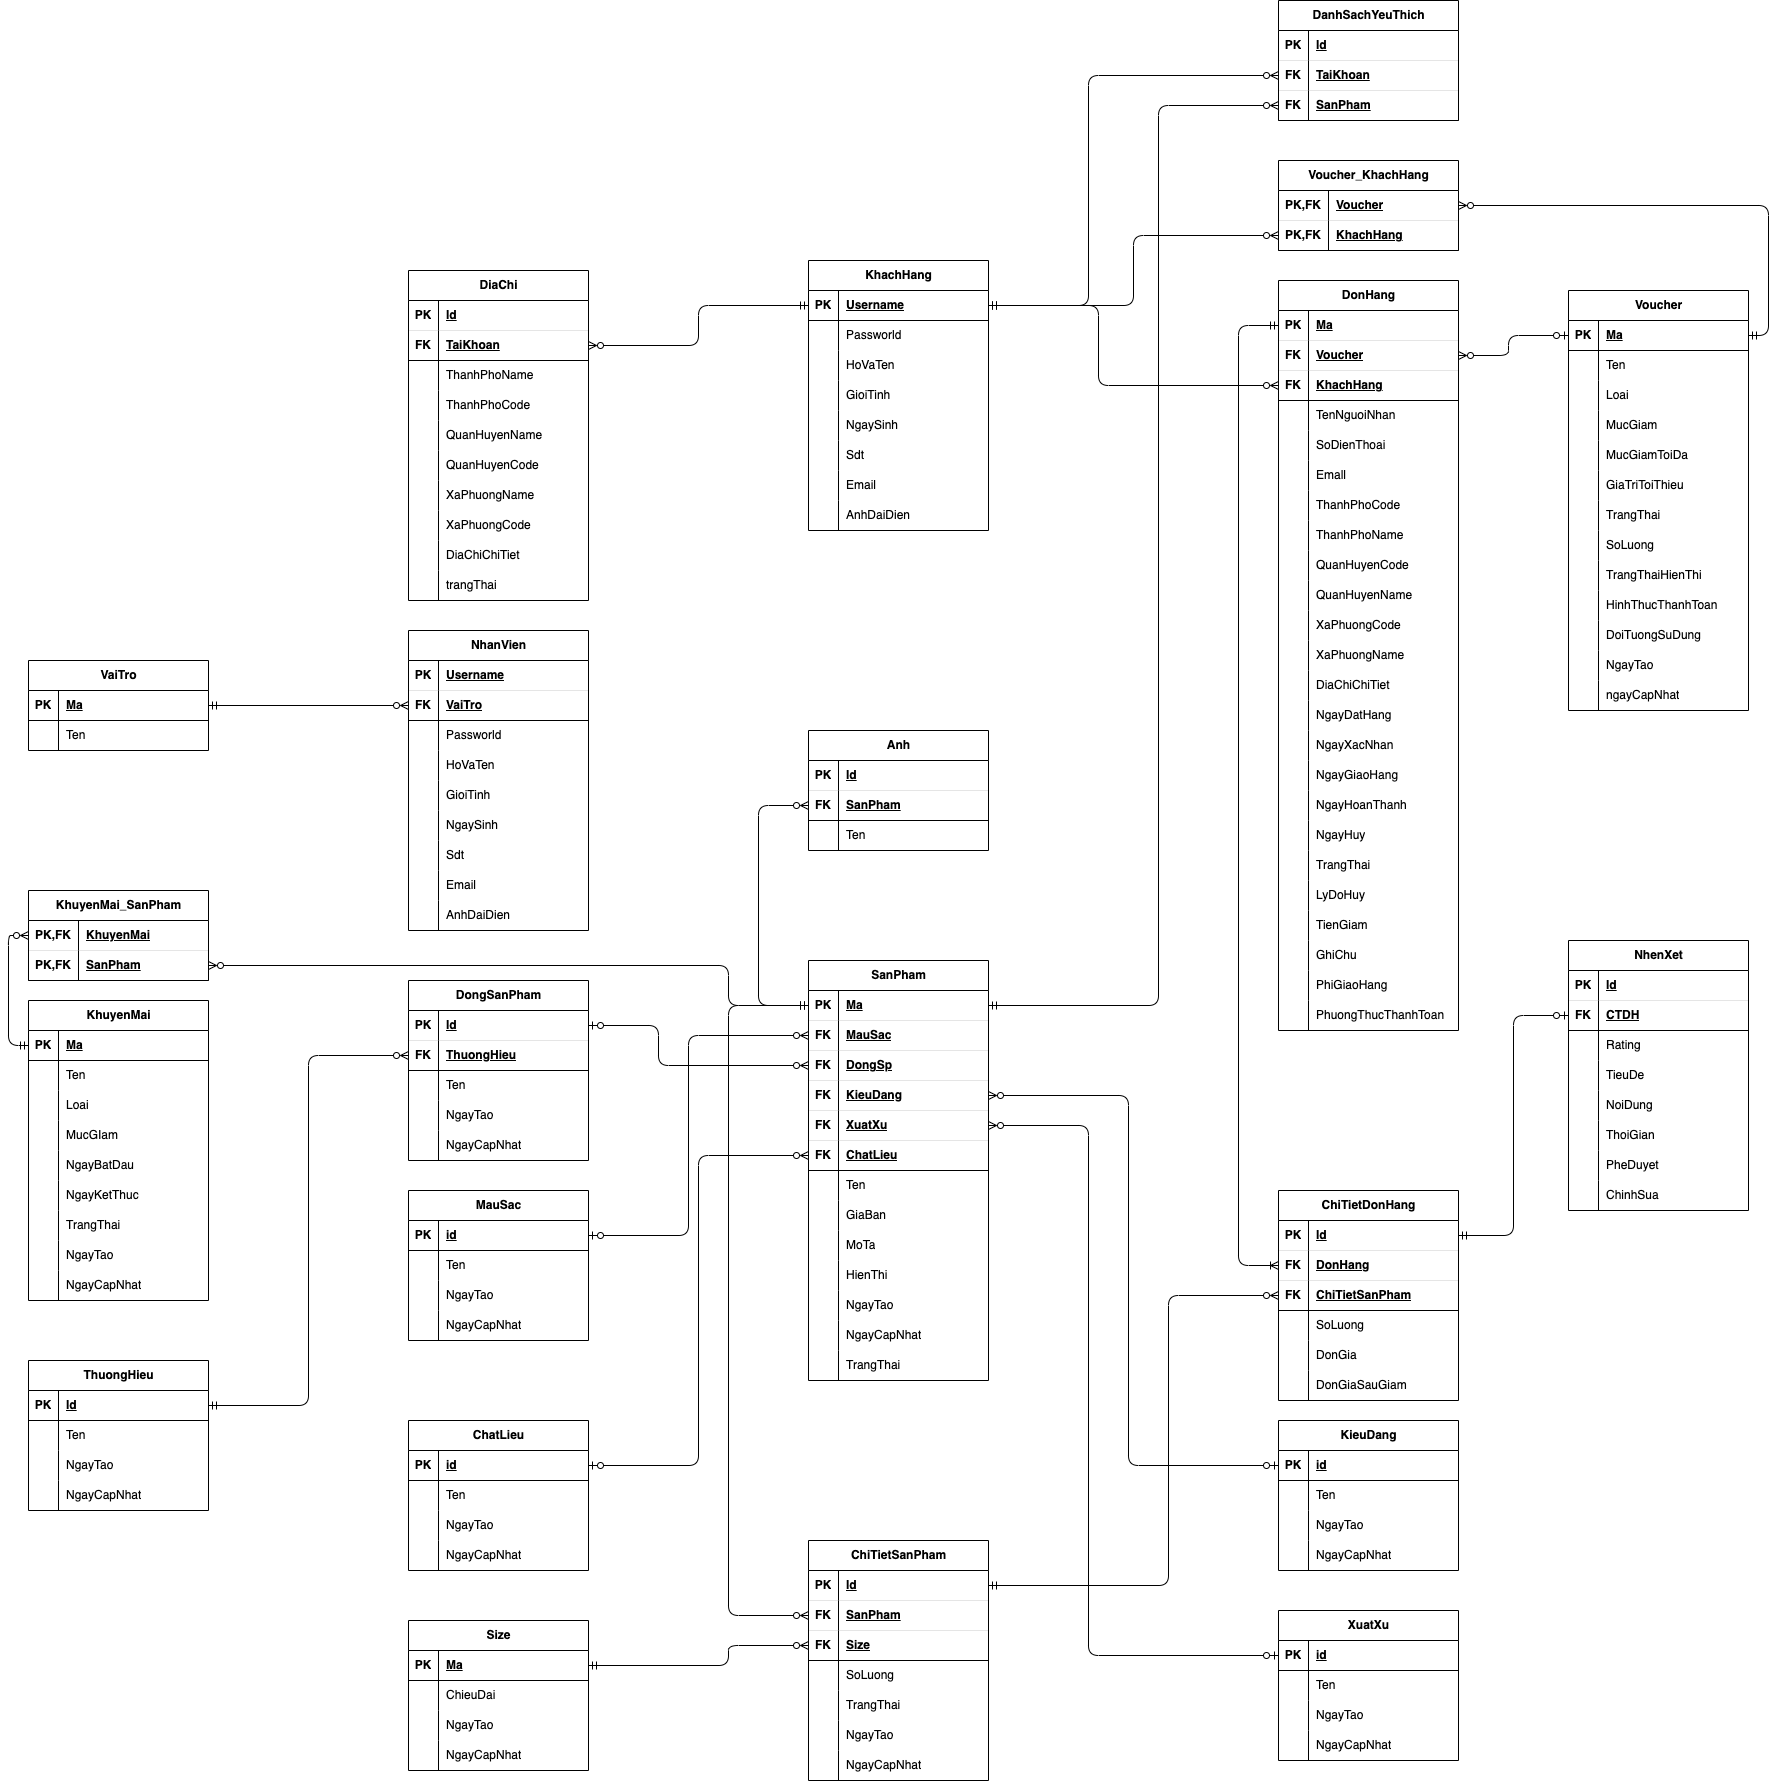 DanhSachYeuThich
PK Id
FK TaiKhoan
FK SanPham
Voucher_KhachHang
PK,FK Voucher
PK,FK KhachHang
KhachHang
PK Username
Passworld
HoVaTen
GioiTinh
NgaySinh
Sdt
Email
AnhDaiDien
DiaChi
PK Id
FK TaiKhoan
ThanhPhoName
ThanhPhoCode
QuanHuyenName
QuanHuyenCode
XaPhuongName
XaPhuongCode
DiaChiChiTiet
trangThai
DonHang
PK Ma
FK Voucher
FK KhachHang
TenNguoiNhan
SoDienThoai
Emall
ThanhPhoCode
ThanhPhoName
QuanHuyenCode
QuanHuyenName
XaPhuongCode
XaPhuongName
DiaChiChiTiet
NgayDatHang
NgayXacNhan
NgayGiaoHang
NgayHoanThanh
NgayHuy
TrangThai
LyDoHuy
TienGiam
GhiChu
PhiGiaoHang
PhuongThucThanhToan
Voucher
PK Ma
Ten
Loai
MucGiam
MucGiamToiDa
GiaTriToiThieu
TrangThai
SoLuong
TrangThaiHienThi
HinhThucThanhToan
DoiTuongSuDung
NgayTao
ngayCapNhat
VaiTro
PK Ma
Ten
NhanVien
PK Username
FK VaiTro
Passworld
HoVaTen
GioiTinh
NgaySinh
Sdt
Email
AnhDaiDien
Anh
PK Id
FK SanPham
Ten
KhuyenMai_SanPham
PK,FK KhuyenMai
PK,FK SanPham
KhuyenMai
PK Ma
Ten
Loai
MucGIam
NgayBatDau
NgayKetThuc
TrangThai
NgayTao
NgayCapNhat
DongSanPham
PK Id
FK ThuongHieu
Ten
NgayTao
NgayCapNhat
SanPham
PK Ma
FK MauSac
FK DongSp
FK KieuDang
FK XuatXu
FK ChatLieu
Ten
GiaBan
MoTa
HienThi
NgayTao
NgayCapNhat
TrangThai
NhenXet
PK Id
FK CTDH
Rating
TieuDe
NoiDung
ThoiGian
PheDuyet
ChinhSua
MauSac
PK id
Ten
NgayTao
NgayCapNhat
ChiTietDonHang
PK Id
FK DonHang
FK ChiTietSanPham
SoLuong
DonGia
DonGiaSauGiam
ThuongHieu
PK Id
Ten
NgayTao
NgayCapNhat
ChatLieu
PK id
Ten
NgayTao
NgayCapNhat
KieuDang
PK id
Ten
NgayTao
NgayCapNhat
ChiTietSanPham
PK Id
FK SanPham
FK Size
SoLuong
TrangThai
NgayTao
NgayCapNhat
Size
PK Ma
ChieuDai
NgayTao
NgayCapNhat
XuatXu
PK id
Ten
NgayTao
NgayCapNhat